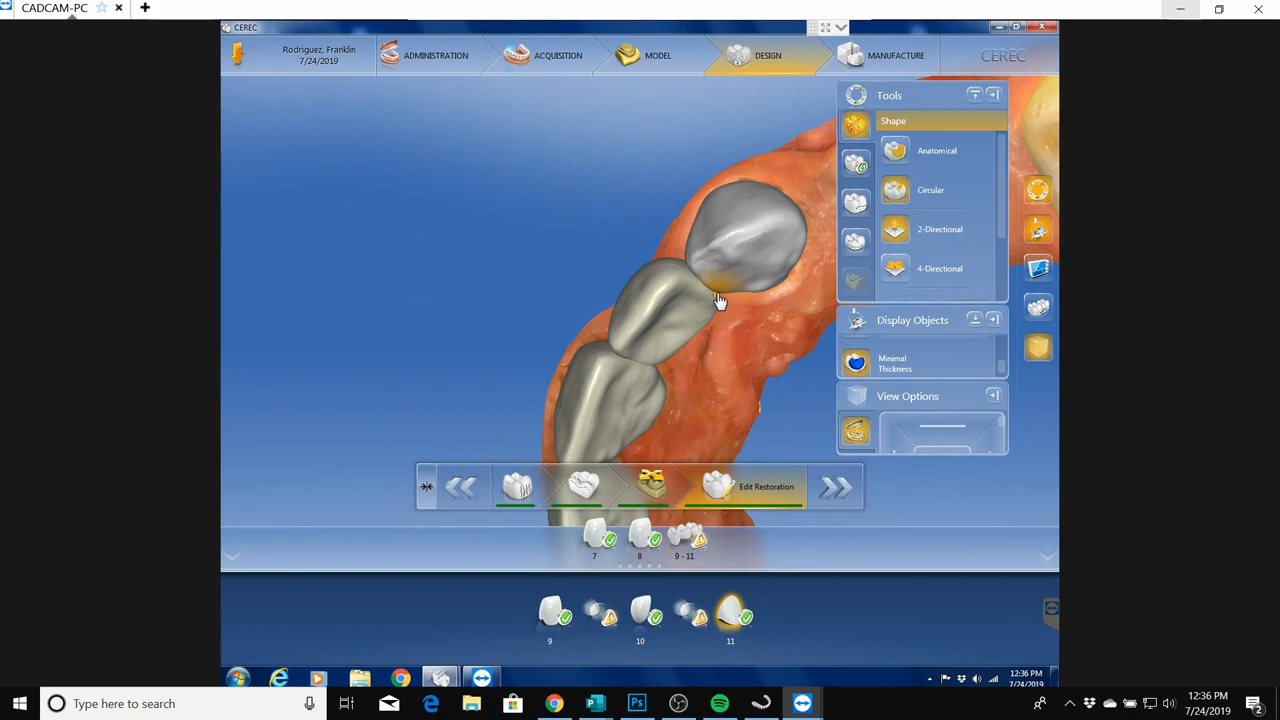 CADCAM-PC
CEREC
Rodriguez, Franklin
7/24/2019
ADMINISTRATION
ACQUISITION
MODEL
DESIGN
MANUFACTURE
CEREC
Tools
Shape
Anatomical
Circular
2-Directional
4-Directional
Display Objects
Minimal
Thickness
View Options
Edit Restoration
7
8
9 - 11
9
10
11
12:36 PM
7/24/2019
Type here to search
12:36 PM
7/24/2019
2